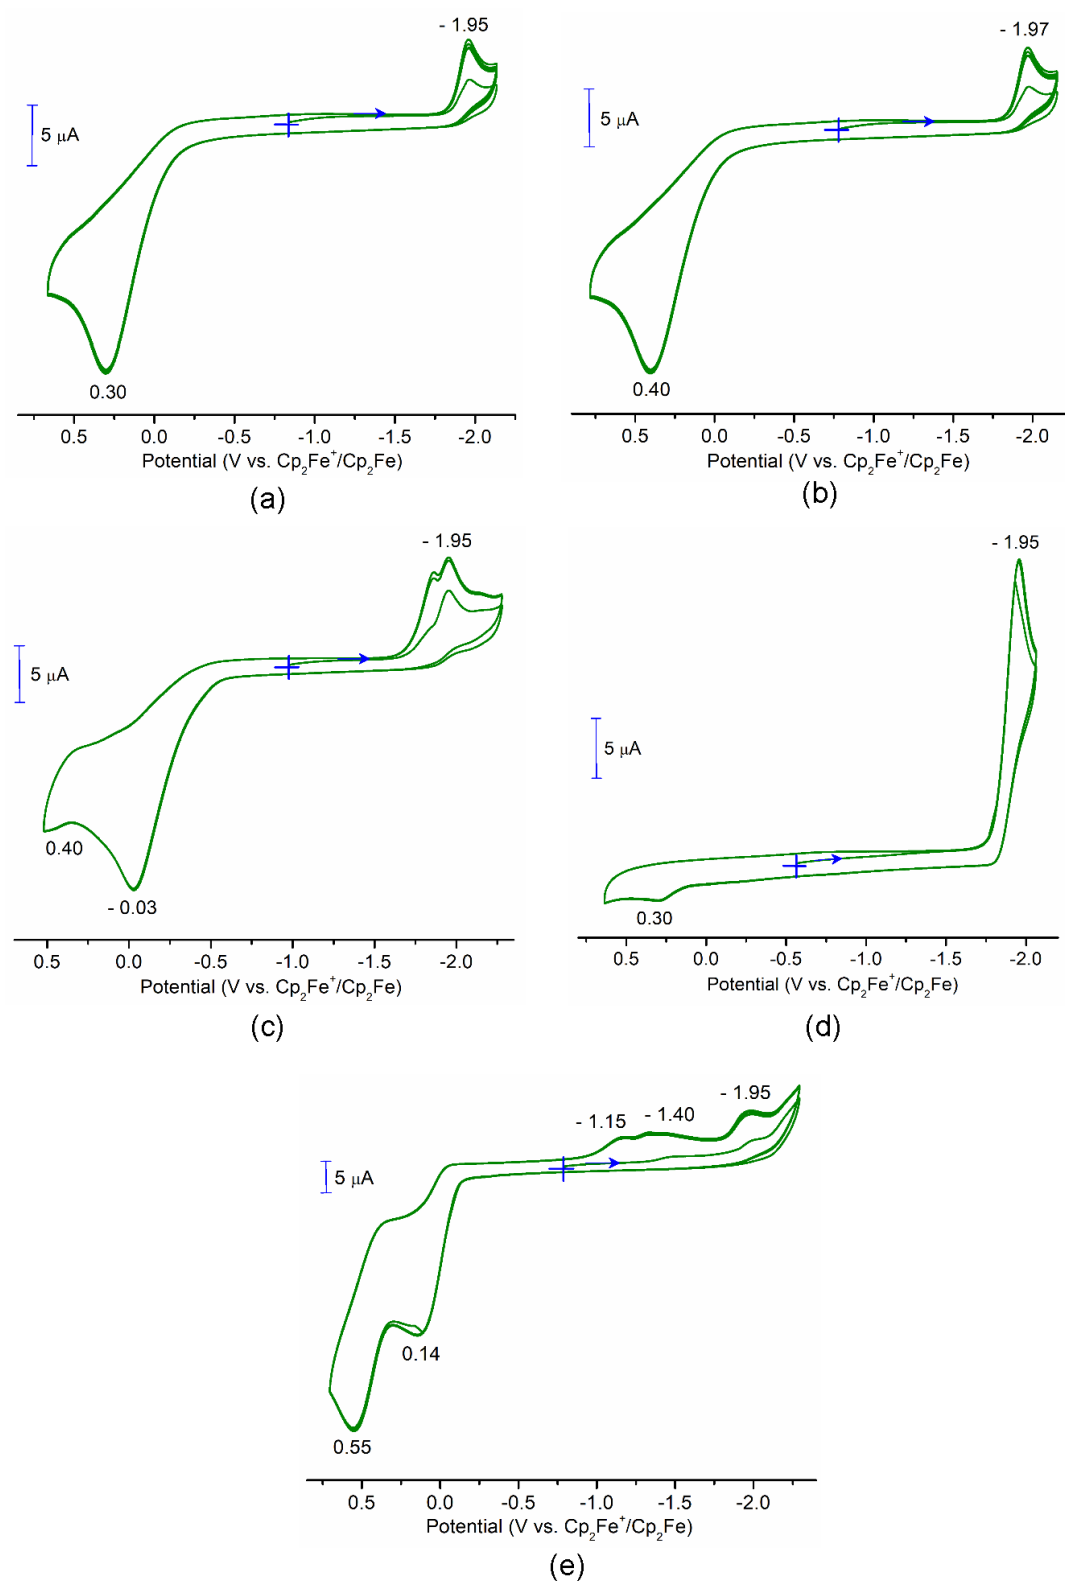 - 1.95
5 µA
0.30
0.5 0.0 -0.5 -1.0 -1.5 -2.0
Potential (V vs. Cp₂Fe⁺/Cp₂Fe)
(a)
- 1.97
5 µA
0.40
0.5 0.0 -0.5 -1.0 -1.5 -2.0
Potential (V vs. Cp₂Fe⁺/Cp₂Fe)
(b)
- 1.95
5 µA
0.40
- 0.03
0.5 0.0 -0.5 -1.0 -1.5 -2.0
Potential (V vs. Cp₂Fe⁺/Cp₂Fe)
(c)
- 1.95
5 µA
0.30
0.5 0.0 -0.5 -1.0 -1.5 -2.0
Potential (V vs. Cp₂Fe⁺/Cp₂Fe)
(d)
- 1.95
- 1.15 - 1.40
5 µA
0.14
0.55
0.5 0.0 -0.5 -1.0 -1.5 -2.0
Potential (V vs. Cp₂Fe⁺/Cp₂Fe)
(e)